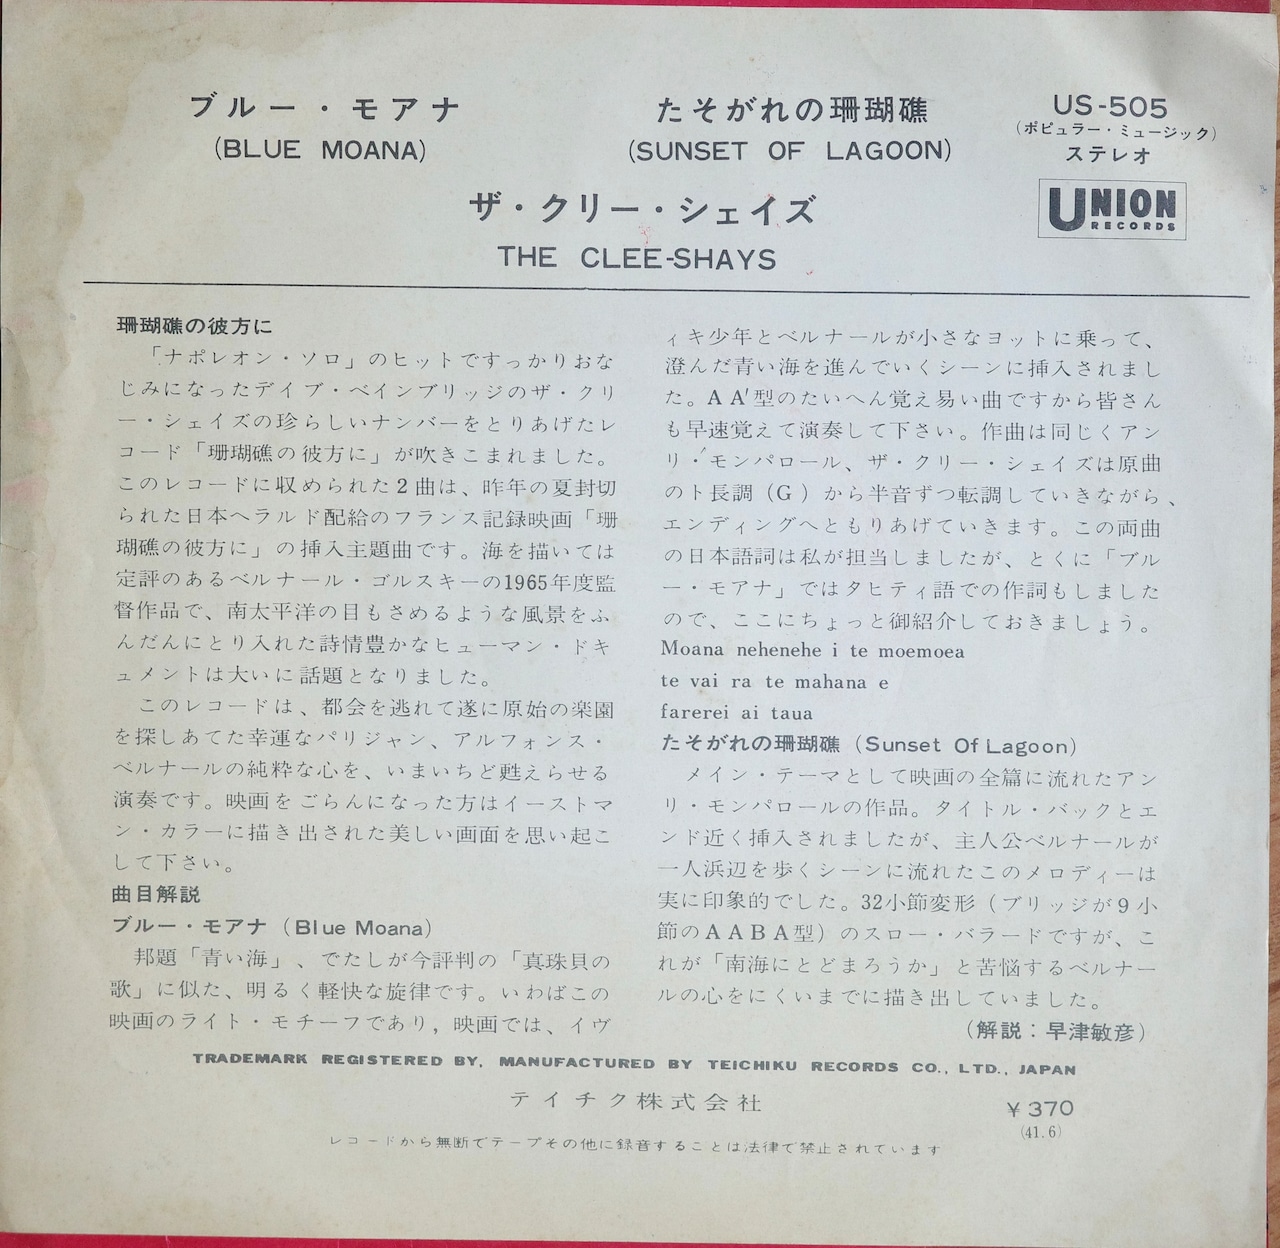 ブルー・モアナ
(BLUE MOANA)
たそがれの珊瑚礁
(SUNSET OF LAGOON)
US-505
(ポピュラー・ミュージック)
ステレオ
UNION
RECORDS
ザ・クリー・シェイズ
THE CLEE-SHAYS
珊瑚礁の彼方に
「ナポレオン・ソロ」のヒットですっかりおな
じみになったデイブ・ベインブリッジのザ・クリ
ー・シェイズの珍らしいナンバーをとりあげたレ
コード「珊瑚礁の彼方に」が吹きこまれました。
このレコードに収められた2曲は、昨年の夏封切
られた日本ヘラルド配給のフランス記録映画「珊
瑚礁の彼方に」の挿入主題曲です。海を描いては
定評のあるベルナール・ゴルスキーの1965年度監
督作品で、南太平洋の目もさめるような風景をふ
んだんにとり入れた詩情豊かなヒューマン・ドキ
ュメントは大いに話題となりました。
このレコードは、都会を逃れて遂に原始の楽園
を探しあてた幸運なパリジャン、アルフォンス・
ベルナールの純粋な心を、いまいちど甦えらせる
演奏です。映画をごらんになった方はイーストマ
ン・カラーに描き出された美しい画面を思い起こ
して下さい。
曲目解説
ブルー・モアナ (Blue Moana)
邦題「青い海」、でたしが今評判の「真珠貝の
歌」に似た、明るく軽快な旋律です。いわばこの
映画のライト・モチーフであり，映画では、イヴ
ィキ少年とベルナールが小さなヨットに乗って、
澄んだ青い海を進んでいくシーンに挿入されまし
た。AA′型のたいへん覚え易い曲ですから皆さん
も早速覚えて演奏して下さい。作曲は同じくアン
リ・モンパロール、ザ・クリー・シェイズは原曲
のト長調（G）から半音ずつ転調していきながら、
エンディングへともりあげていきます。この両曲
の日本語詞は私が担当しましたが、とくに「ブル
ー・モアナ」ではタヒティ語での作詞もしました
ので、ここにちょっと御紹介しておきましょう。
Moana nehenehe i te moemoea
te vai ra te mahana e
farerei ai taua
たそがれの珊瑚礁 (Sunset Of Lagoon)
メイン・テーマとして映画の全篇に流れたアン
リ・モンパロールの作品。タイトル・バックとエ
ンド近く挿入されましたが、主人公ベルナールが
一人浜辺を歩くシーンに流れたこのメロディーは
実に印象的でした。32小節変形（ブリッジが9小
節のAABA型）のスロー・バラードですが、こ
れが「南海にとどまろうか」と苦悩するベルナー
ルの心をにくいまでに描き出していました。
（解説：早津敏彦）
TRADEMARK REGISTERED BY, MANUFACTURED BY TEICHIKU RECORDS CO., LTD., JAPAN
テイチク株式会社
¥370
(41.6)
レコードから無断でテープその他に録音することは法律で禁止されています